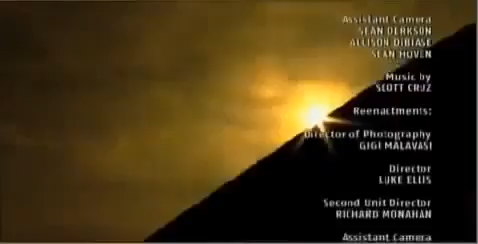 Assistant Camera
SEAN DERKSON
ALLISON DIBIASE
SEAN HOVEN
Music by
SCOTT CRUZ
Reenactments:
Director of Photography
GIGI MALAVASI
Director
LUKE ELLIS
Second Unit Director
RICHARD MONAHAN
Assistant Camera